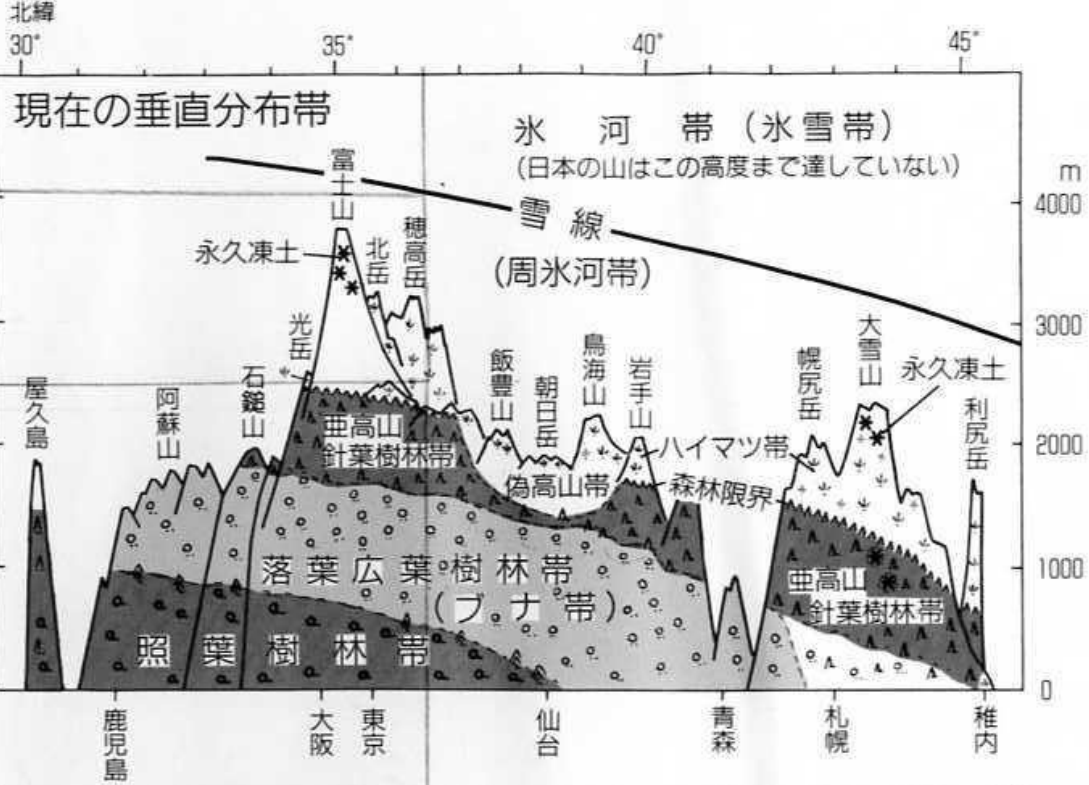 北緯
30° 35° 40° 45°
現在の垂直分布帯
氷河帯（氷雪帯）
(日本の山はこの高度まで達していない)
m
4000
3000
2000
1000
0
雪線
(周氷河帯)
富士山
永久凍土
北岳
穂高岳
光岳
石鎚山
阿蘇山
屋久島
飯豊山
朝日岳
鳥海山
岩手山
幌尻岳
大雪山
永久凍土
利尻岳
ハイマツ帯
森林限界
亜高山
針葉樹林帯
偽高山帯
亜高山
針葉樹林帯
落葉広葉樹林帯
(ブナ帯)
照葉樹林帯
鹿児島
大阪
東京
仙台
青森
札幌
稚内